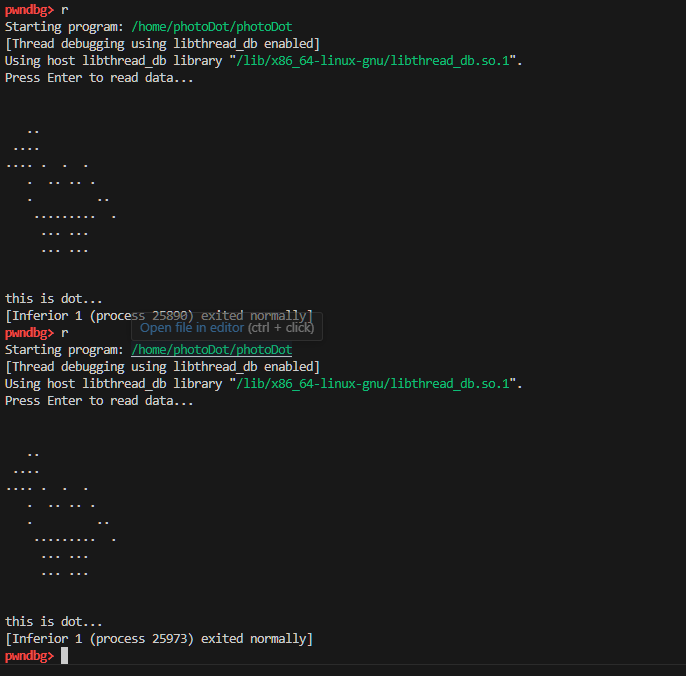 pwndbg> r
Starting program: /home/photoDot/photoDot
[Thread debugging using libthread_db enabled]
Using host libthread_db library "/lib/x86_64-linux-gnu/libthread_db.so.1".
Press Enter to read data...
   ..
 ....
.... .  .  .
   .  .. .. .
   .         ..
    .........  .
     ... ...
     ... ...
this is dot...
[Inferior 1 (process 25890) exited normally]
Open file in editor (ctrl + click)
pwndbg> r
Starting program: /home/photoDot/photoDot
[Thread debugging using libthread_db enabled]
Using host libthread_db library "/lib/x86_64-linux-gnu/libthread_db.so.1".
Press Enter to read data...
   ..
 ....
.... .  .  .
   .  .. .. .
   .         ..
    .........  .
     ... ...
     ... ...
this is dot...
[Inferior 1 (process 25973) exited normally]
pwndbg>